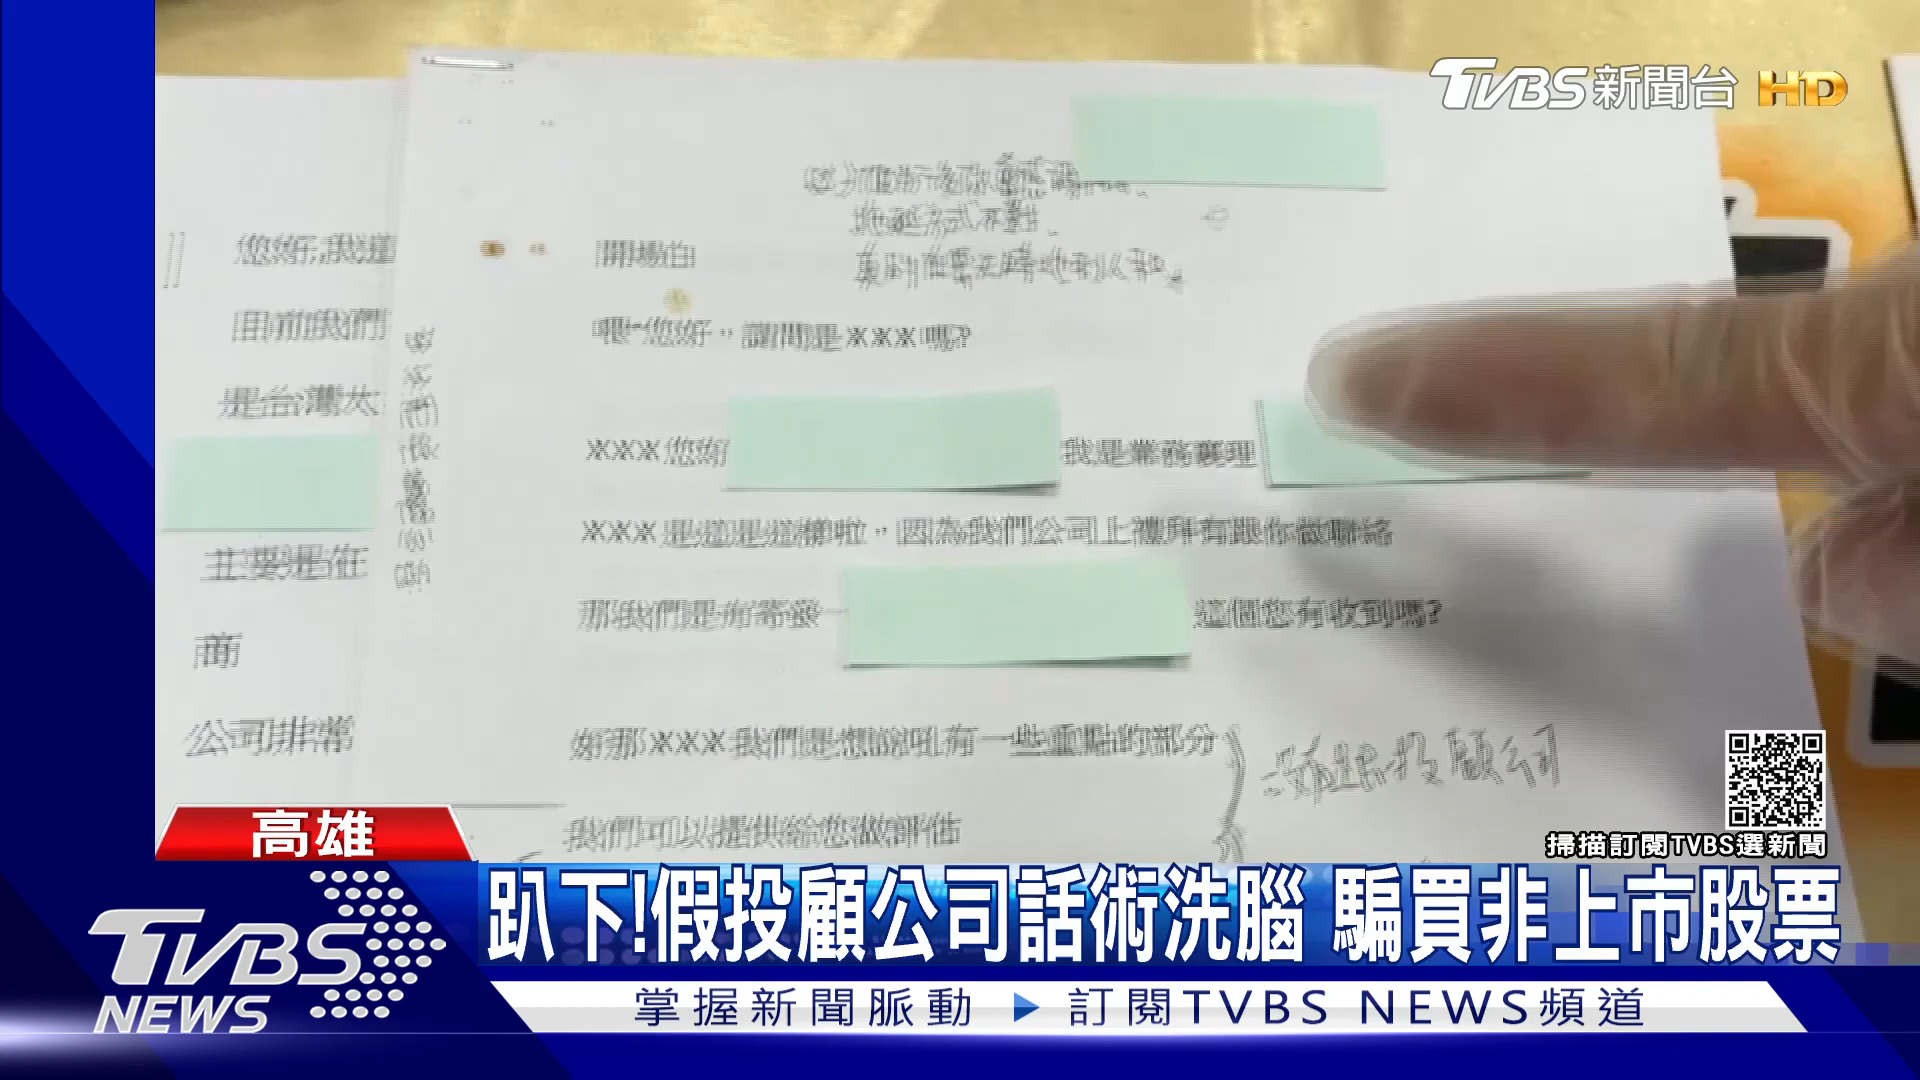 TVBS新聞台 HD
開場白
喂~您好，請問是XXX嗎?
XXX您好
我是業務襄理
XXX是這是這樣啦，因為我們公司上禮拜有跟你做聯絡
那我們是有寄發一
這個您有收到嗎?
好那XXX我們是想說吼有一些重點的部分
我們可以提供給您做評估
投顧公司
您好,我這
目前我們
是台灣大
主要是在
商
公司非常
掃描訂閱TVBS選新聞
高雄
趴下!假投顧公司話術洗腦 騙買非上市股票
TVBS NEWS
掌握新聞脈動 ▶ 訂閱TVBS NEWS頻道